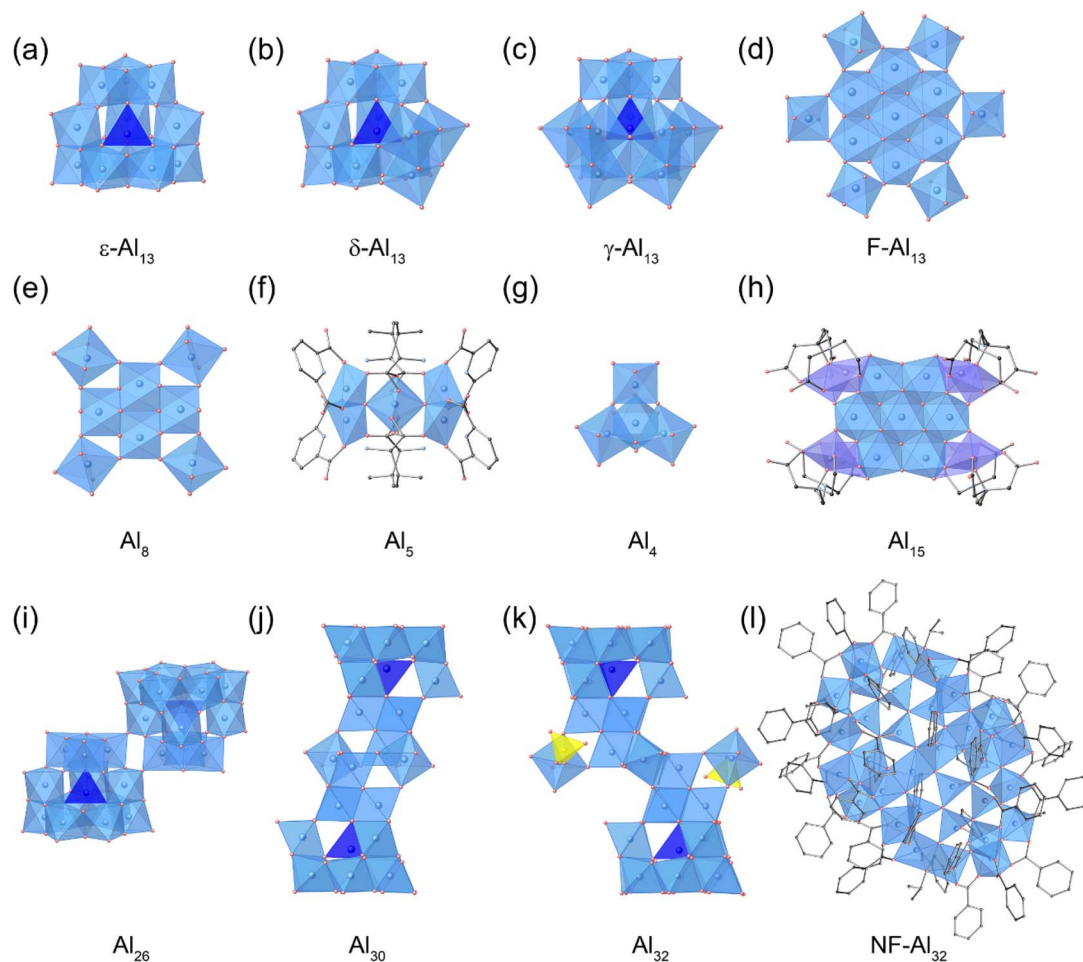 (a) (b) (c) (d)
ε-Al₁₃ δ-Al₁₃ γ-Al₁₃ F-Al₁₃
(e) (f) (g) (h)
Al₈ Al₅ Al₄ Al₁₅
(i) (j) (k) (l)
Al₂₆ Al₃₀ Al₃₂ NF-Al₃₂